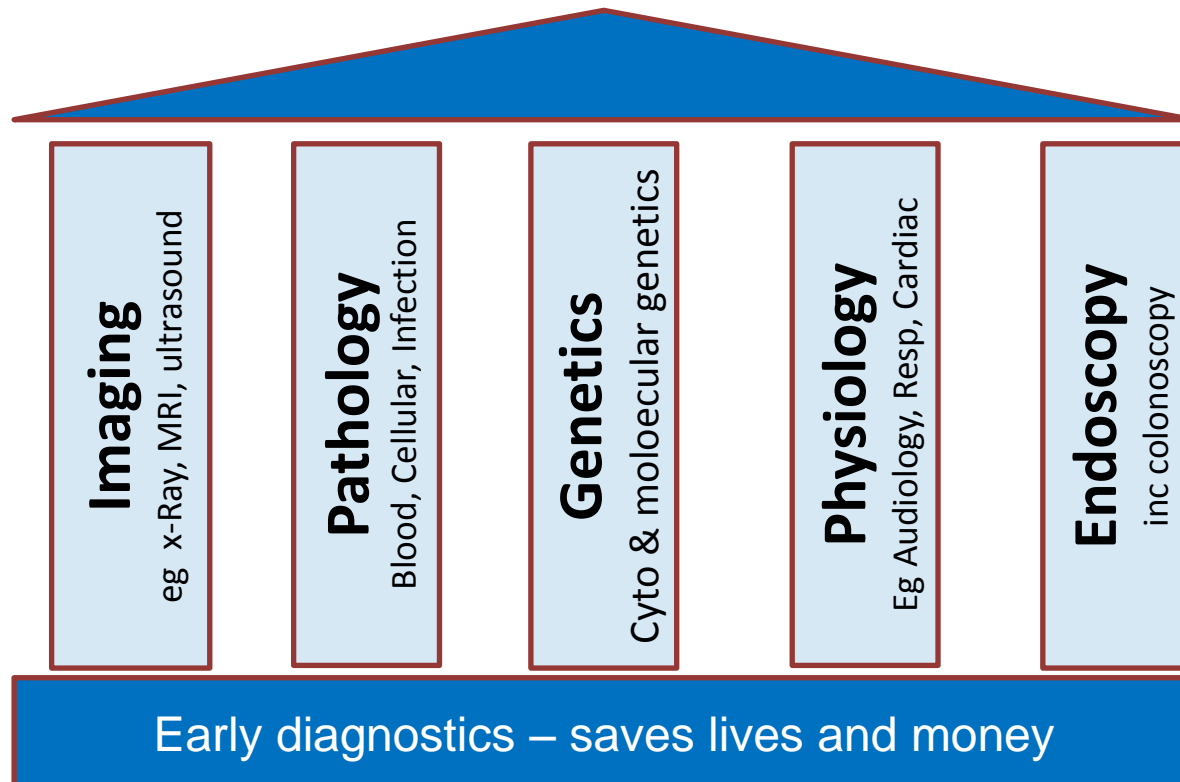 Imaging
eg x-Ray, MRI, ultrasound
Pathology
Blood, Cellular, Infection
Genetics
Cyto & moloecular genetics
Physiology
Eg Audiology, Resp, Cardiac
Endoscopy
inc colonoscopy
Early diagnostics – saves lives and money